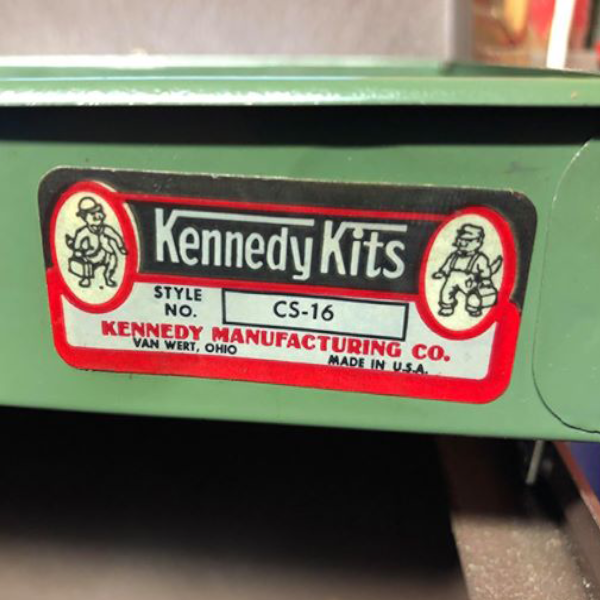 Kennedy Kits
STYLE NO.
CS-16
KENNEDY MANUFACTURING CO.
VAN WERT, OHIO
MADE IN U.S.A.